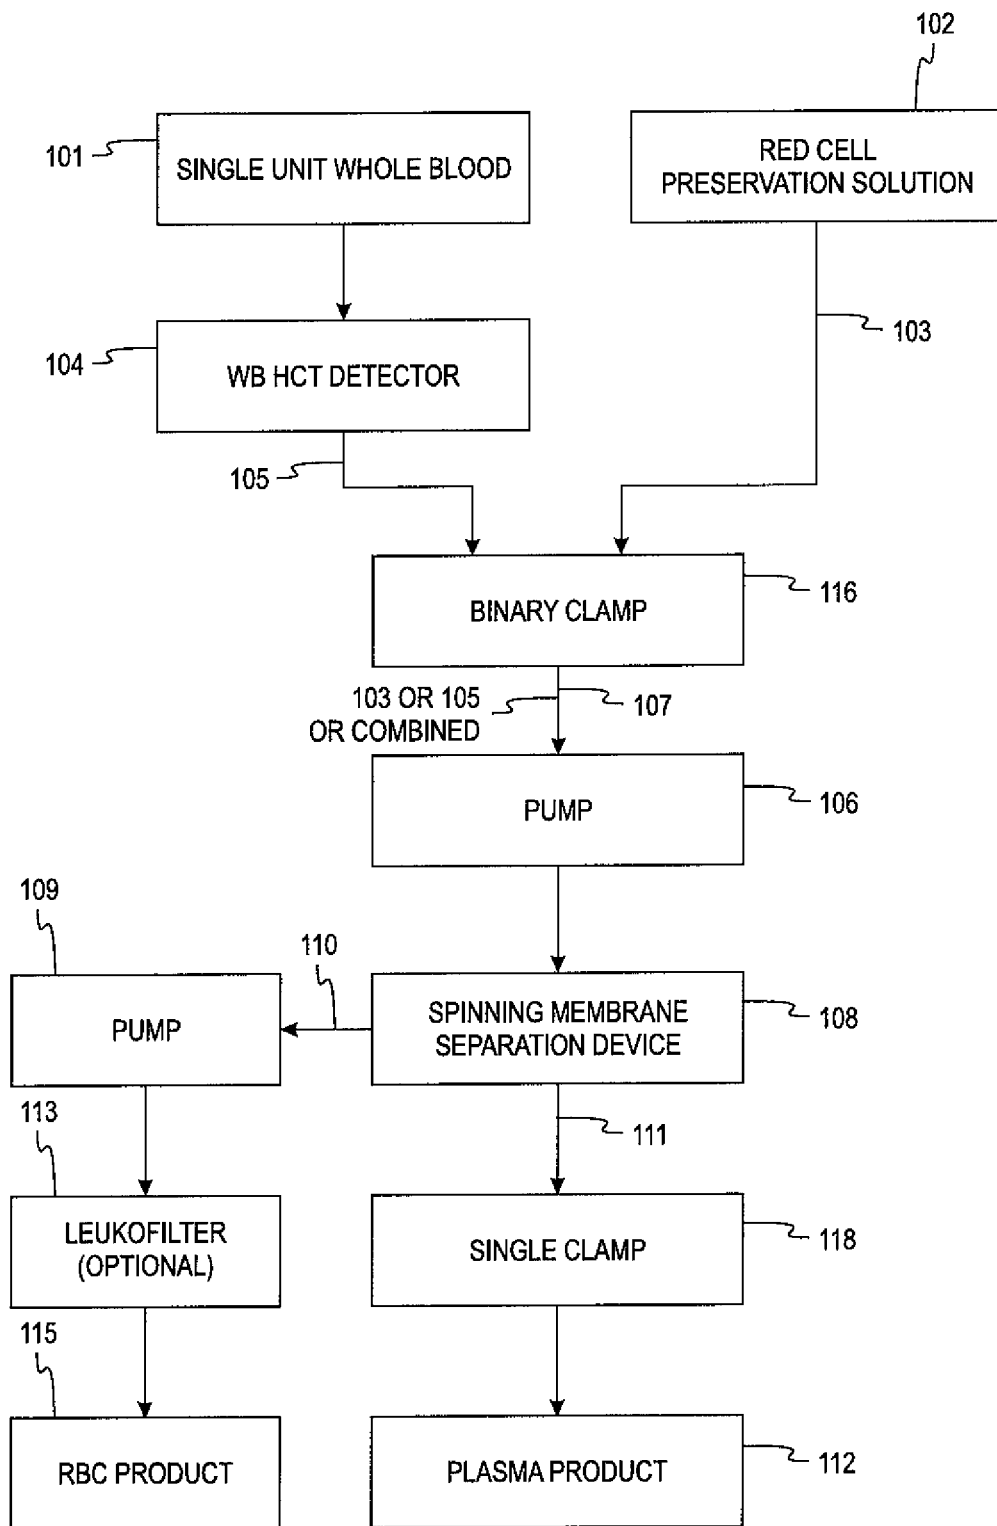 102
101
SINGLE UNIT WHOLE BLOOD
RED CELL
PRESERVATION SOLUTION
103
104
WB HCT DETECTOR
105
BINARY CLAMP
116
103 OR 105
OR COMBINED
107
PUMP
106
109
110
PUMP
SPINNING MEMBRANE
SEPARATION DEVICE
108
113
111
LEUKOFILTER
(OPTIONAL)
SINGLE CLAMP
118
115
RBC PRODUCT
PLASMA PRODUCT
112